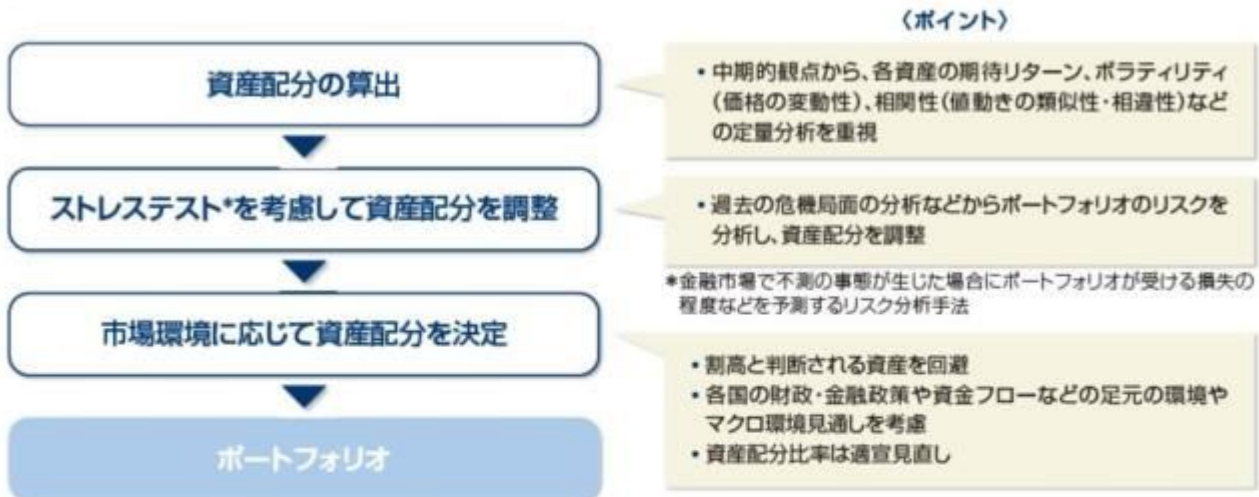 〈ポイント〉
資産配分の算出
• 中期的観点から、各資産の期待リターン、ボラティリティ
(価格の変動性)、相関性(値動きの類似性・相違性)など
の定量分析を重視
ストレステスト*を考慮して資産配分を調整
• 過去の危機局面の分析などからポートフォリオのリスクを
分析し、資産配分を調整
*金融市場で不測の事態が生じた場合にポートフォリオが受ける損失の
程度などを予測するリスク分析手法
市場環境に応じて資産配分を決定
• 割高と判断される資産を回避
• 各国の財政・金融政策や資金フローなどの足元の環境や
マクロ環境見通しを考慮
• 資産配分比率は適宜見直し
ポートフォリオ